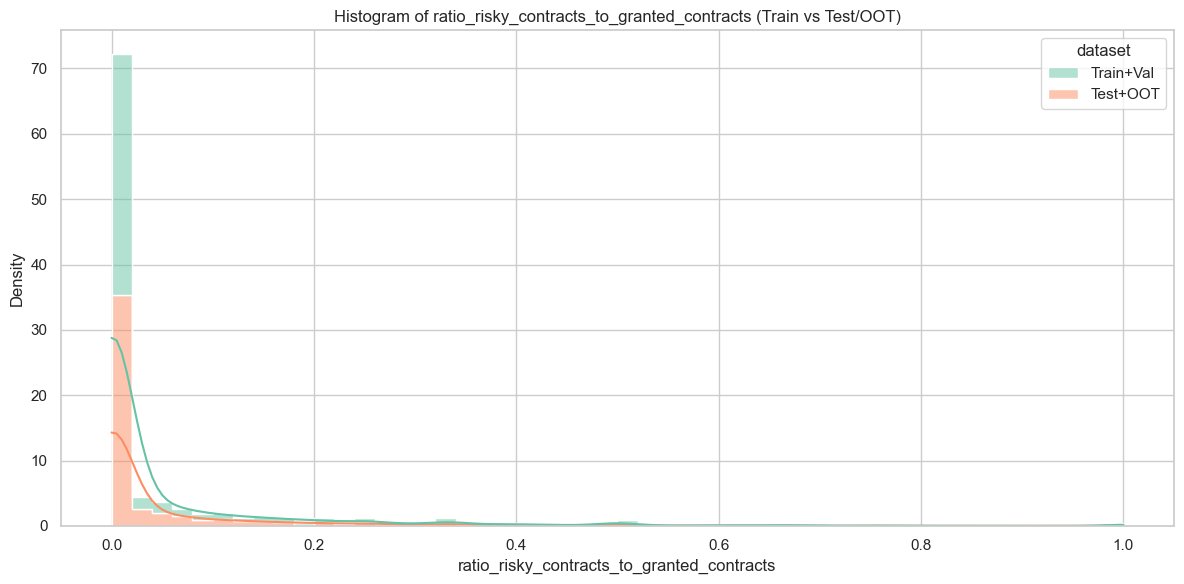 Histogram of ratio_risky_contracts_to_granted_contracts (Train vs Test/OOT)
dataset
Train+Val
Test+OOT
Density
70
60
50
40
30
20
10
0
0.0
0.2
0.4
0.6
0.8
1.0
ratio_risky_contracts_to_granted_contracts